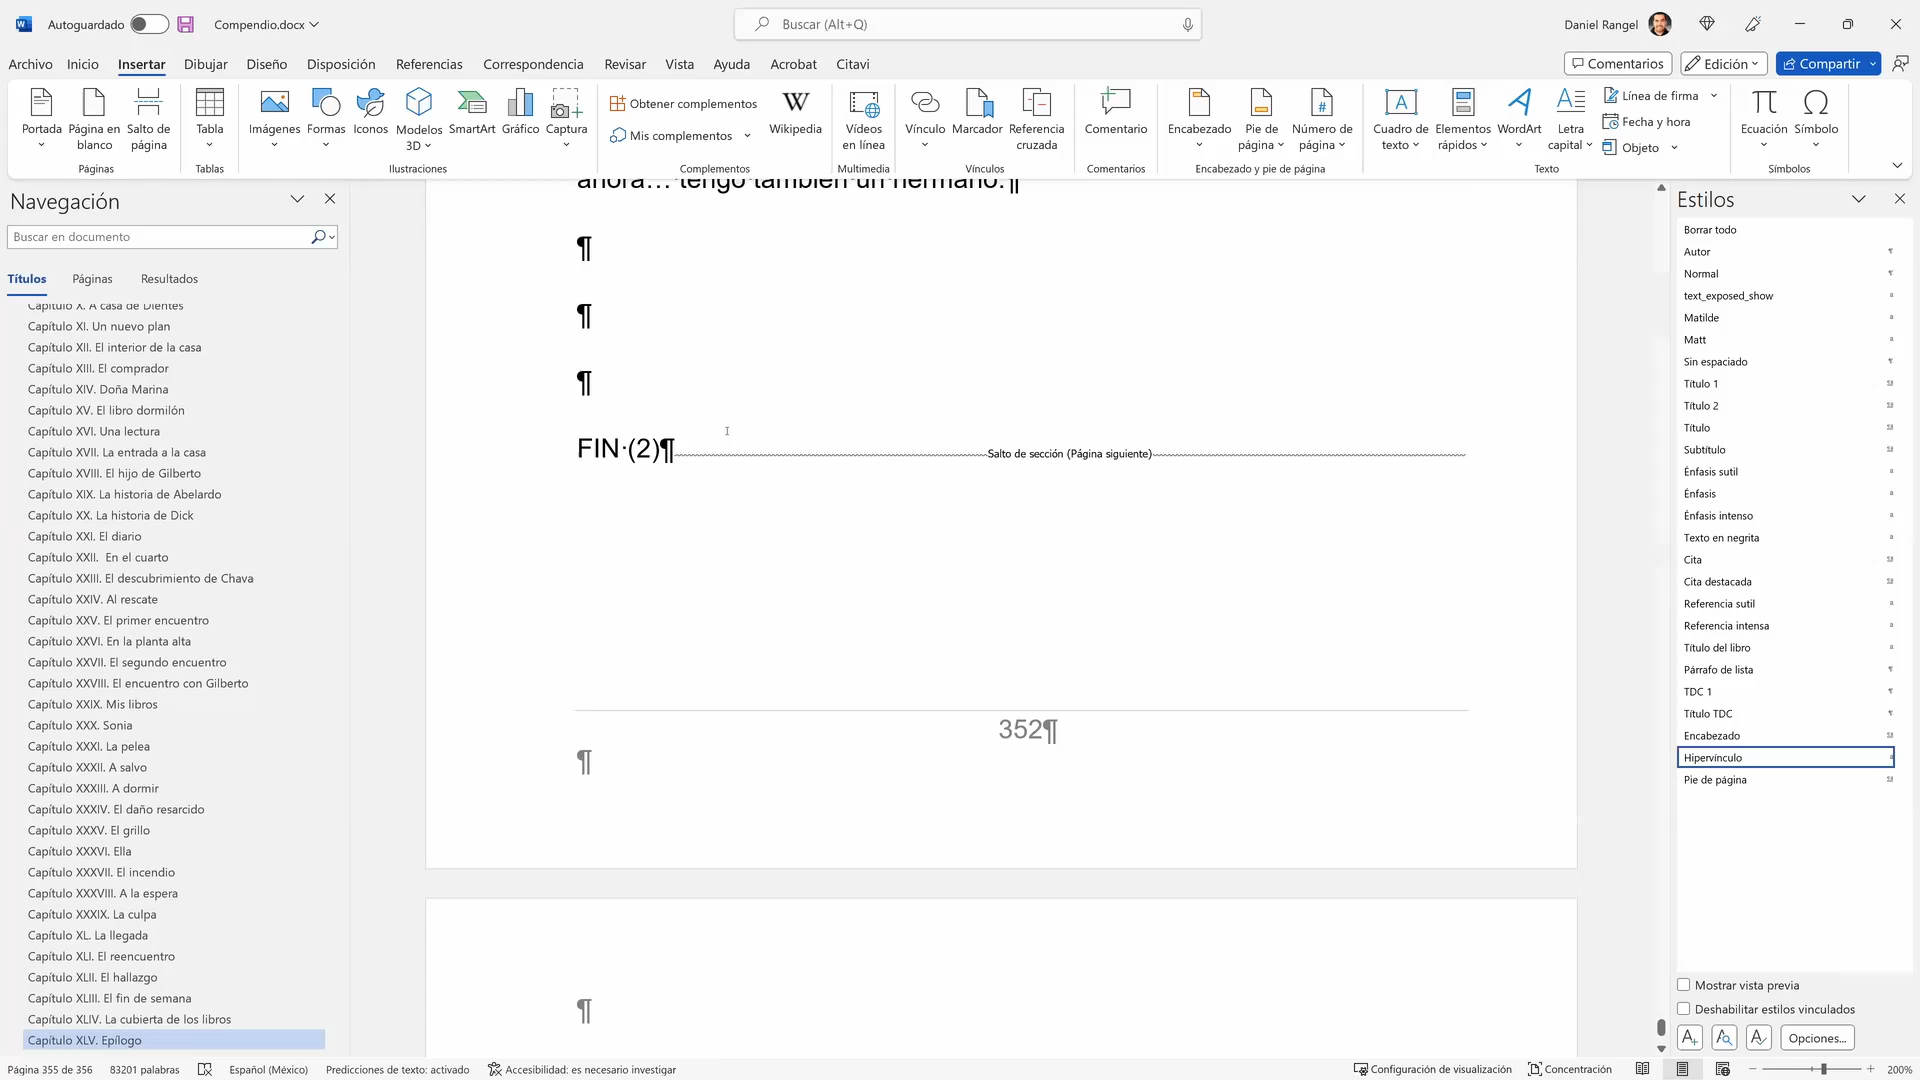 Autoguardado
Compendio.docx
Buscar (Alt+Q)
Daniel Rangel
Archivo Inicio Insertar Dibujar Diseño Disposición Referencias Correspondencia Revisar Vista Ayuda Acrobat Citavi
Comentarios Edición Compartir
Portada
Página en blanco
Salto de página
Páginas
Tabla
Tablas
Imágenes
Formas
Iconos
Modelos 3D
SmartArt
Gráfico
Captura
Ilustraciones
Obtener complementos
Mis complementos
Wikipedia
Complementos
Vídeos en línea
Multimedia
Vínculo
Marcador
Referencia cruzada
Vínculos
Comentario
Comentarios
Encabezado
Pie de página
Número de página
Encabezado y pie de página
Cuadro de texto
Elementos rápidos
WordArt
Letra capital
Línea de firma
Fecha y hora
Objeto
Texto
Ecuación
Símbolo
Símbolos
Navegación
Buscar en documento
Títulos Páginas Resultados
Capítulo X. A casa de Dientes
Capítulo XI. Un nuevo plan
Capítulo XII. El interior de la casa
Capítulo XIII. El comprador
Capítulo XIV. Doña Marina
Capítulo XV. El libro dormilón
Capítulo XVI. Una lectura
Capítulo XVII. La entrada a la casa
Capítulo XVIII. El hijo de Gilberto
Capítulo XIX. La historia de Abelardo
Capítulo XX. La historia de Dick
Capítulo XXI. El diario
Capítulo XXII.  En el cuarto
Capítulo XXIII. El descubrimiento de Chava
Capítulo XXIV. Al rescate
Capítulo XXV. El primer encuentro
Capítulo XXVI. En la planta alta
Capítulo XXVII. El segundo encuentro
Capítulo XXVIII. El encuentro con Gilberto
Capítulo XXIX. Mis libros
Capítulo XXX. Sonia
Capítulo XXXI. La pelea
Capítulo XXXII. A salvo
Capítulo XXXIII. A dormir
Capítulo XXXIV. El daño resarcido
Capítulo XXXV. El grillo
Capítulo XXXVI. Ella
Capítulo XXXVII. El incendio
Capítulo XXXVIII. A la espera
Capítulo XXXIX. La culpa
Capítulo XL. La llegada
Capítulo XLI. El reencuentro
Capítulo XLII. El hallazgo
Capítulo XLIII. El fin de semana
Capítulo XLIV. La cubierta de los libros
Capítulo XLV. Epílogo
ahora…·tengo·también·un·hermano.¶
¶
¶
¶
FIN·(2)¶ Salto de sección (Página siguiente)
352¶
¶
¶
Estilos
Borrar todo
Autor ¶
Normal ¶
text_exposed_show a
Matilde a
Matt a
Sin espaciado ¶
Título 1
Título 2
Título
Subtítulo
Énfasis sutil a
Énfasis a
Énfasis intenso a
Texto en negrita a
Cita
Cita destacada
Referencia sutil a
Referencia intensa a
Título del libro a
Párrafo de lista ¶
TDC 1 ¶
Título TDC ¶
Encabezado
Hipervínculo a
Pie de página
Mostrar vista previa
Deshabilitar estilos vinculados
Opciones...
Página 355 de 356 83201 palabras Español (México) Predicciones de texto: activado Accesibilidad: es necesario investigar Configuración de visualización Concentración 200%